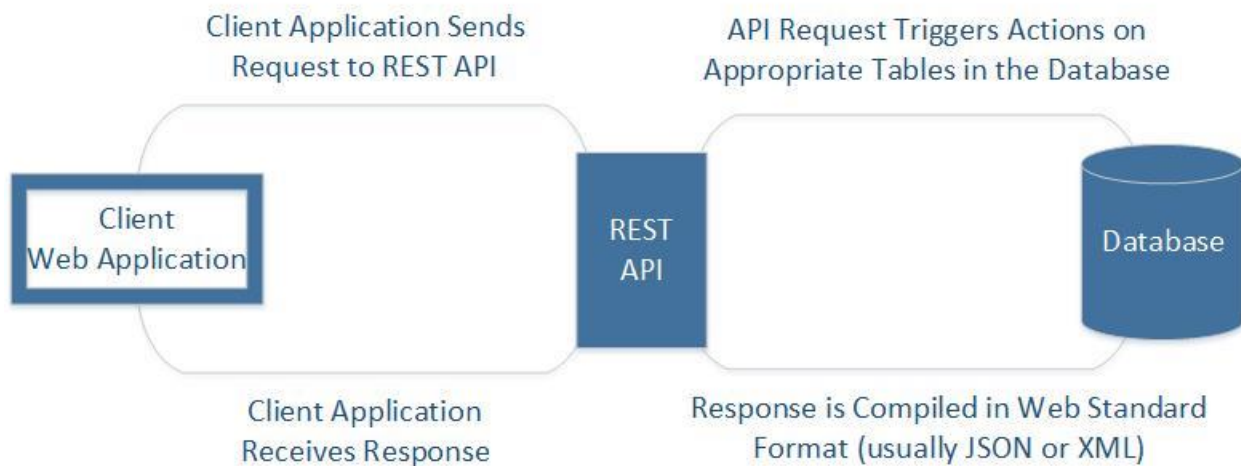 Client Application Sends
Request to REST API
API Request Triggers Actions on
Appropriate Tables in the Database
Client
Web Application
REST
API
Database
Client Application
Receives Response
Response is Compiled in Web Standard
Format (usually JSON or XML)